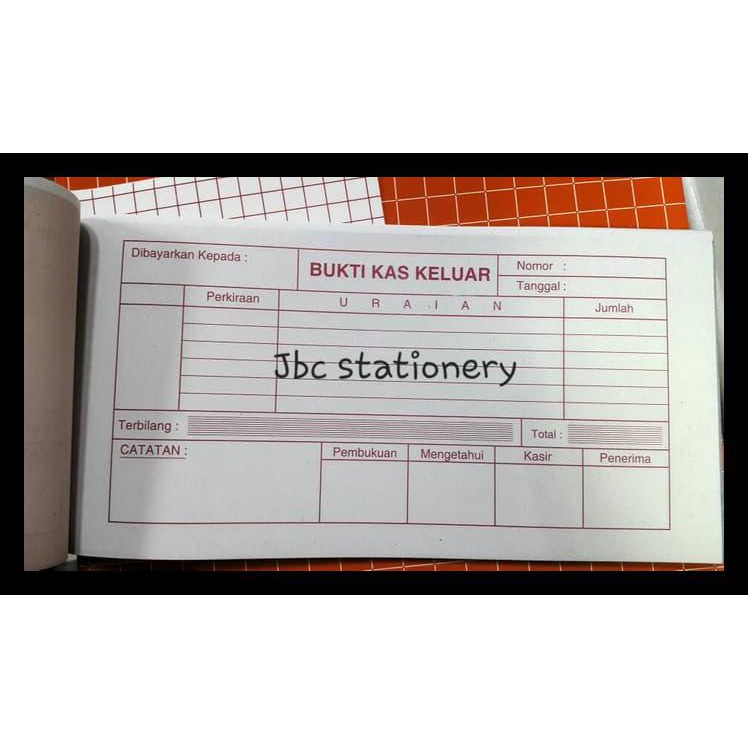 Dibayarkan Kepada :
BUKTI KAS KELUAR
Nomor :
Tanggal :
Perkiraan
U R A I A N
Jumlah
Jbc stationery
Terbilang :
Total :
CATATAN :
Pembukuan
Mengetahui
Kasir
Penerima